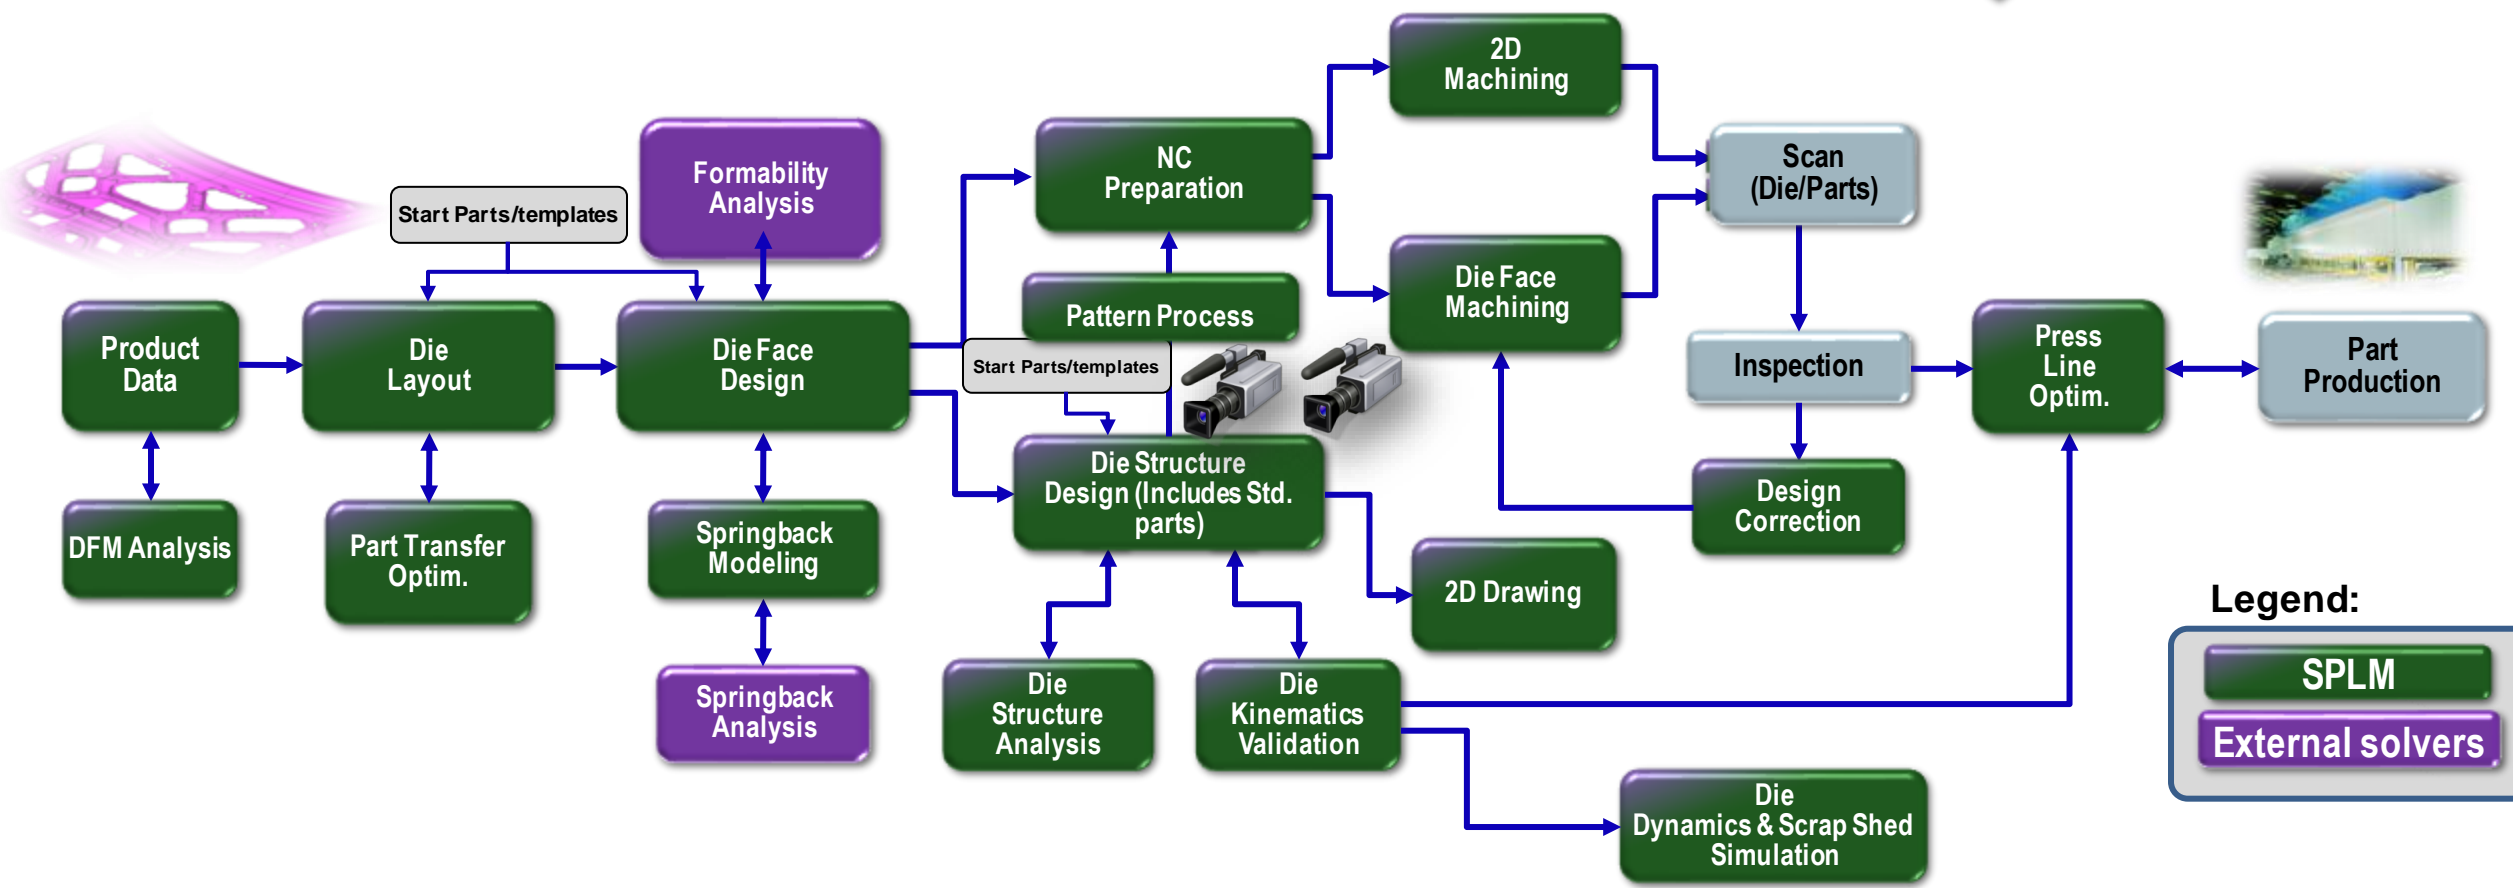 2D
Machining
Formability
Analysis
NC
Preparation
Scan
(Die/Parts)
Start Parts/templates
Die Face
Machining
Pattern Process
Product
Data
Die
Layout
Die Face
Design
Start Parts/templates
Inspection
Press
Line
Optim.
Part
Production
Die Structure
Design (Includes Std.
parts)
Design
Correction
DFM Analysis
Part Transfer
Optim.
Springback
Modeling
2D Drawing
Springback
Analysis
Die
Structure
Analysis
Die
Kinematics
Validation
Die
Dynamics & Scrap Shed
Simulation
Legend:
SPLM
External solvers